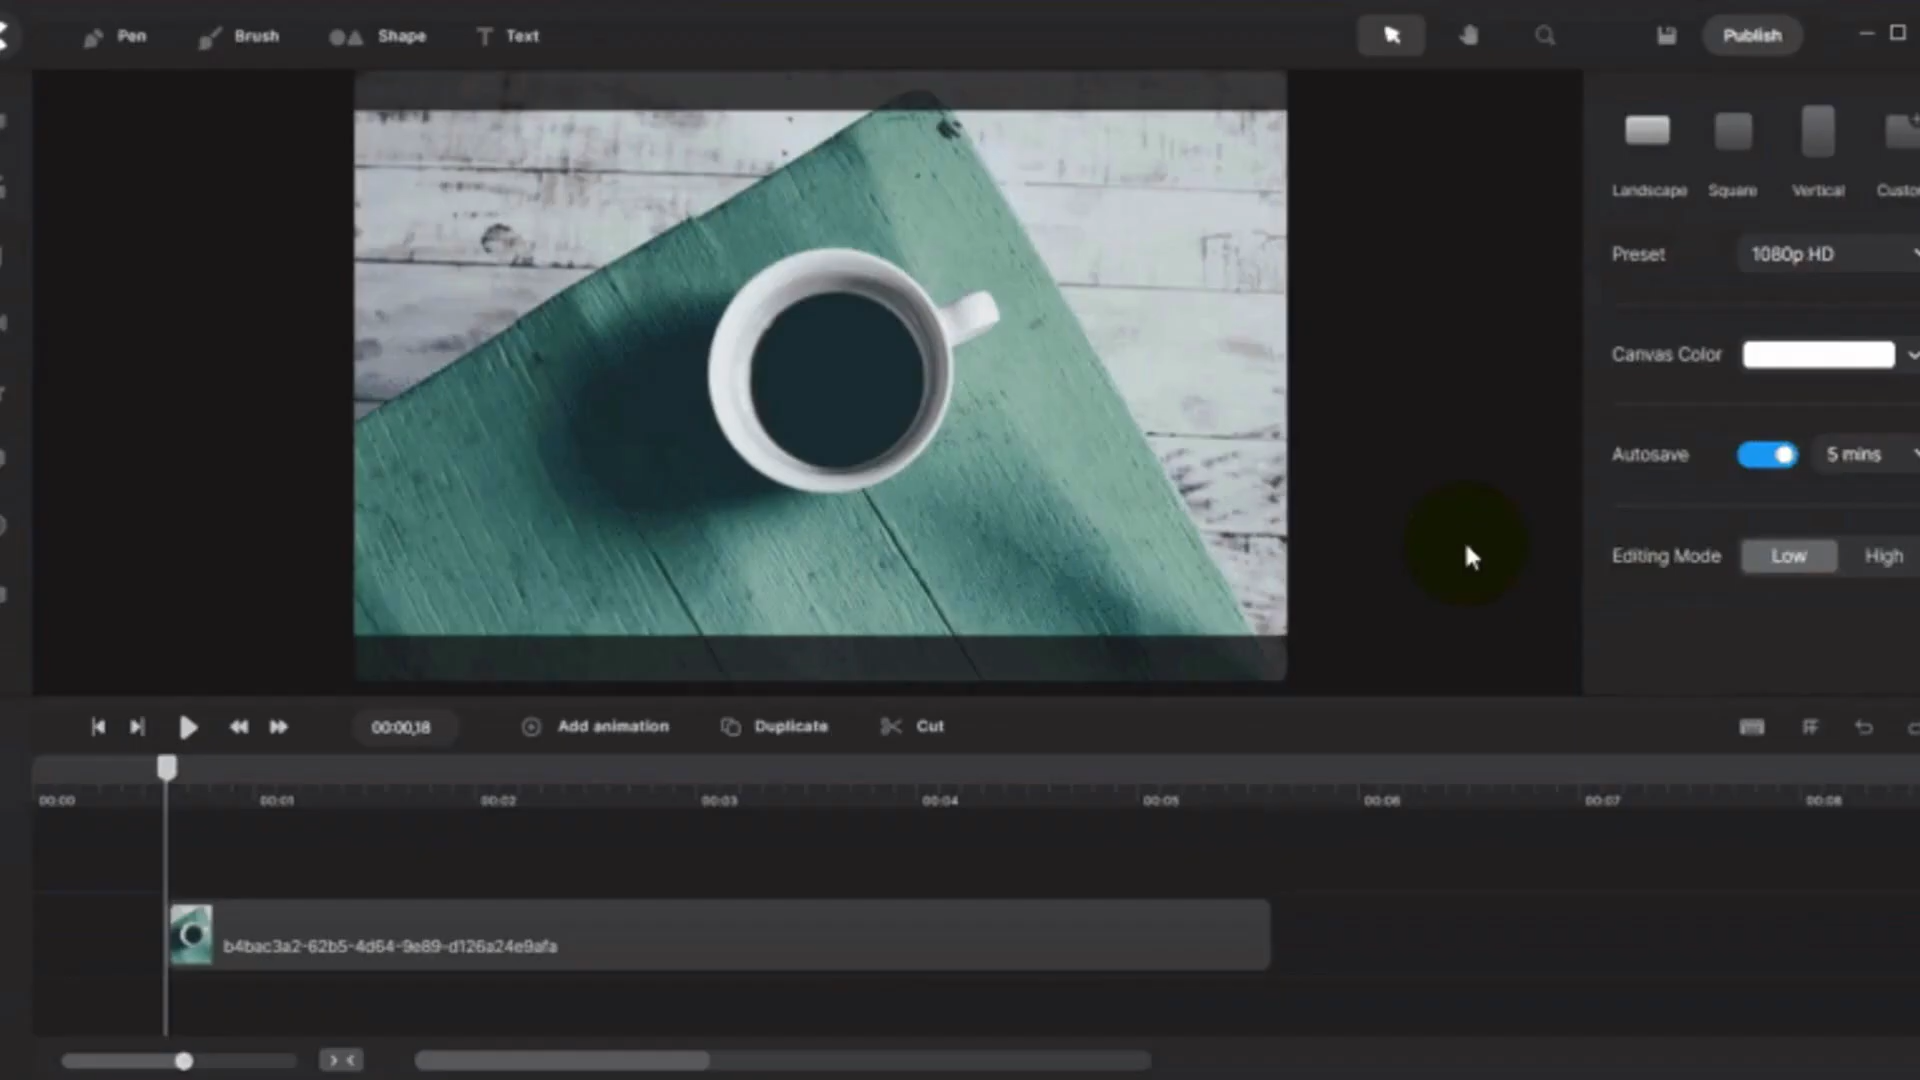 Pen Brush Shape Text Publish
Landscape Square Vertical
Preset 1080p HD
Canvas Color
Autosave 5 mins
Editing Mode Low High
00:00,18 Add animation Duplicate Cut
00:00 00:01 00:02 00:03 00:04 00:05 00:06 00:07 00:08
b4bac3a2-62b5-4d64-9e89-d126a24e9afa